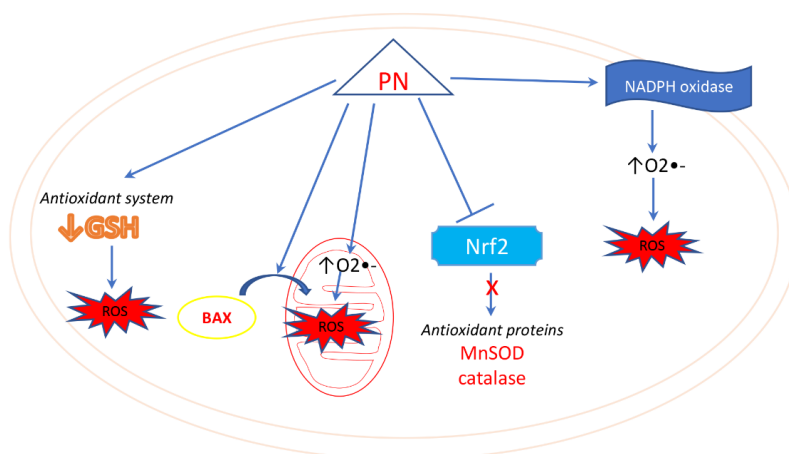 PN
NADPH oxidase
↑O2•-
ROS
Antioxidant system
↓GSH
ROS
BAX
↑O2•-
ROS
Nrf2
X
Antioxidant proteins
MnSOD
catalase